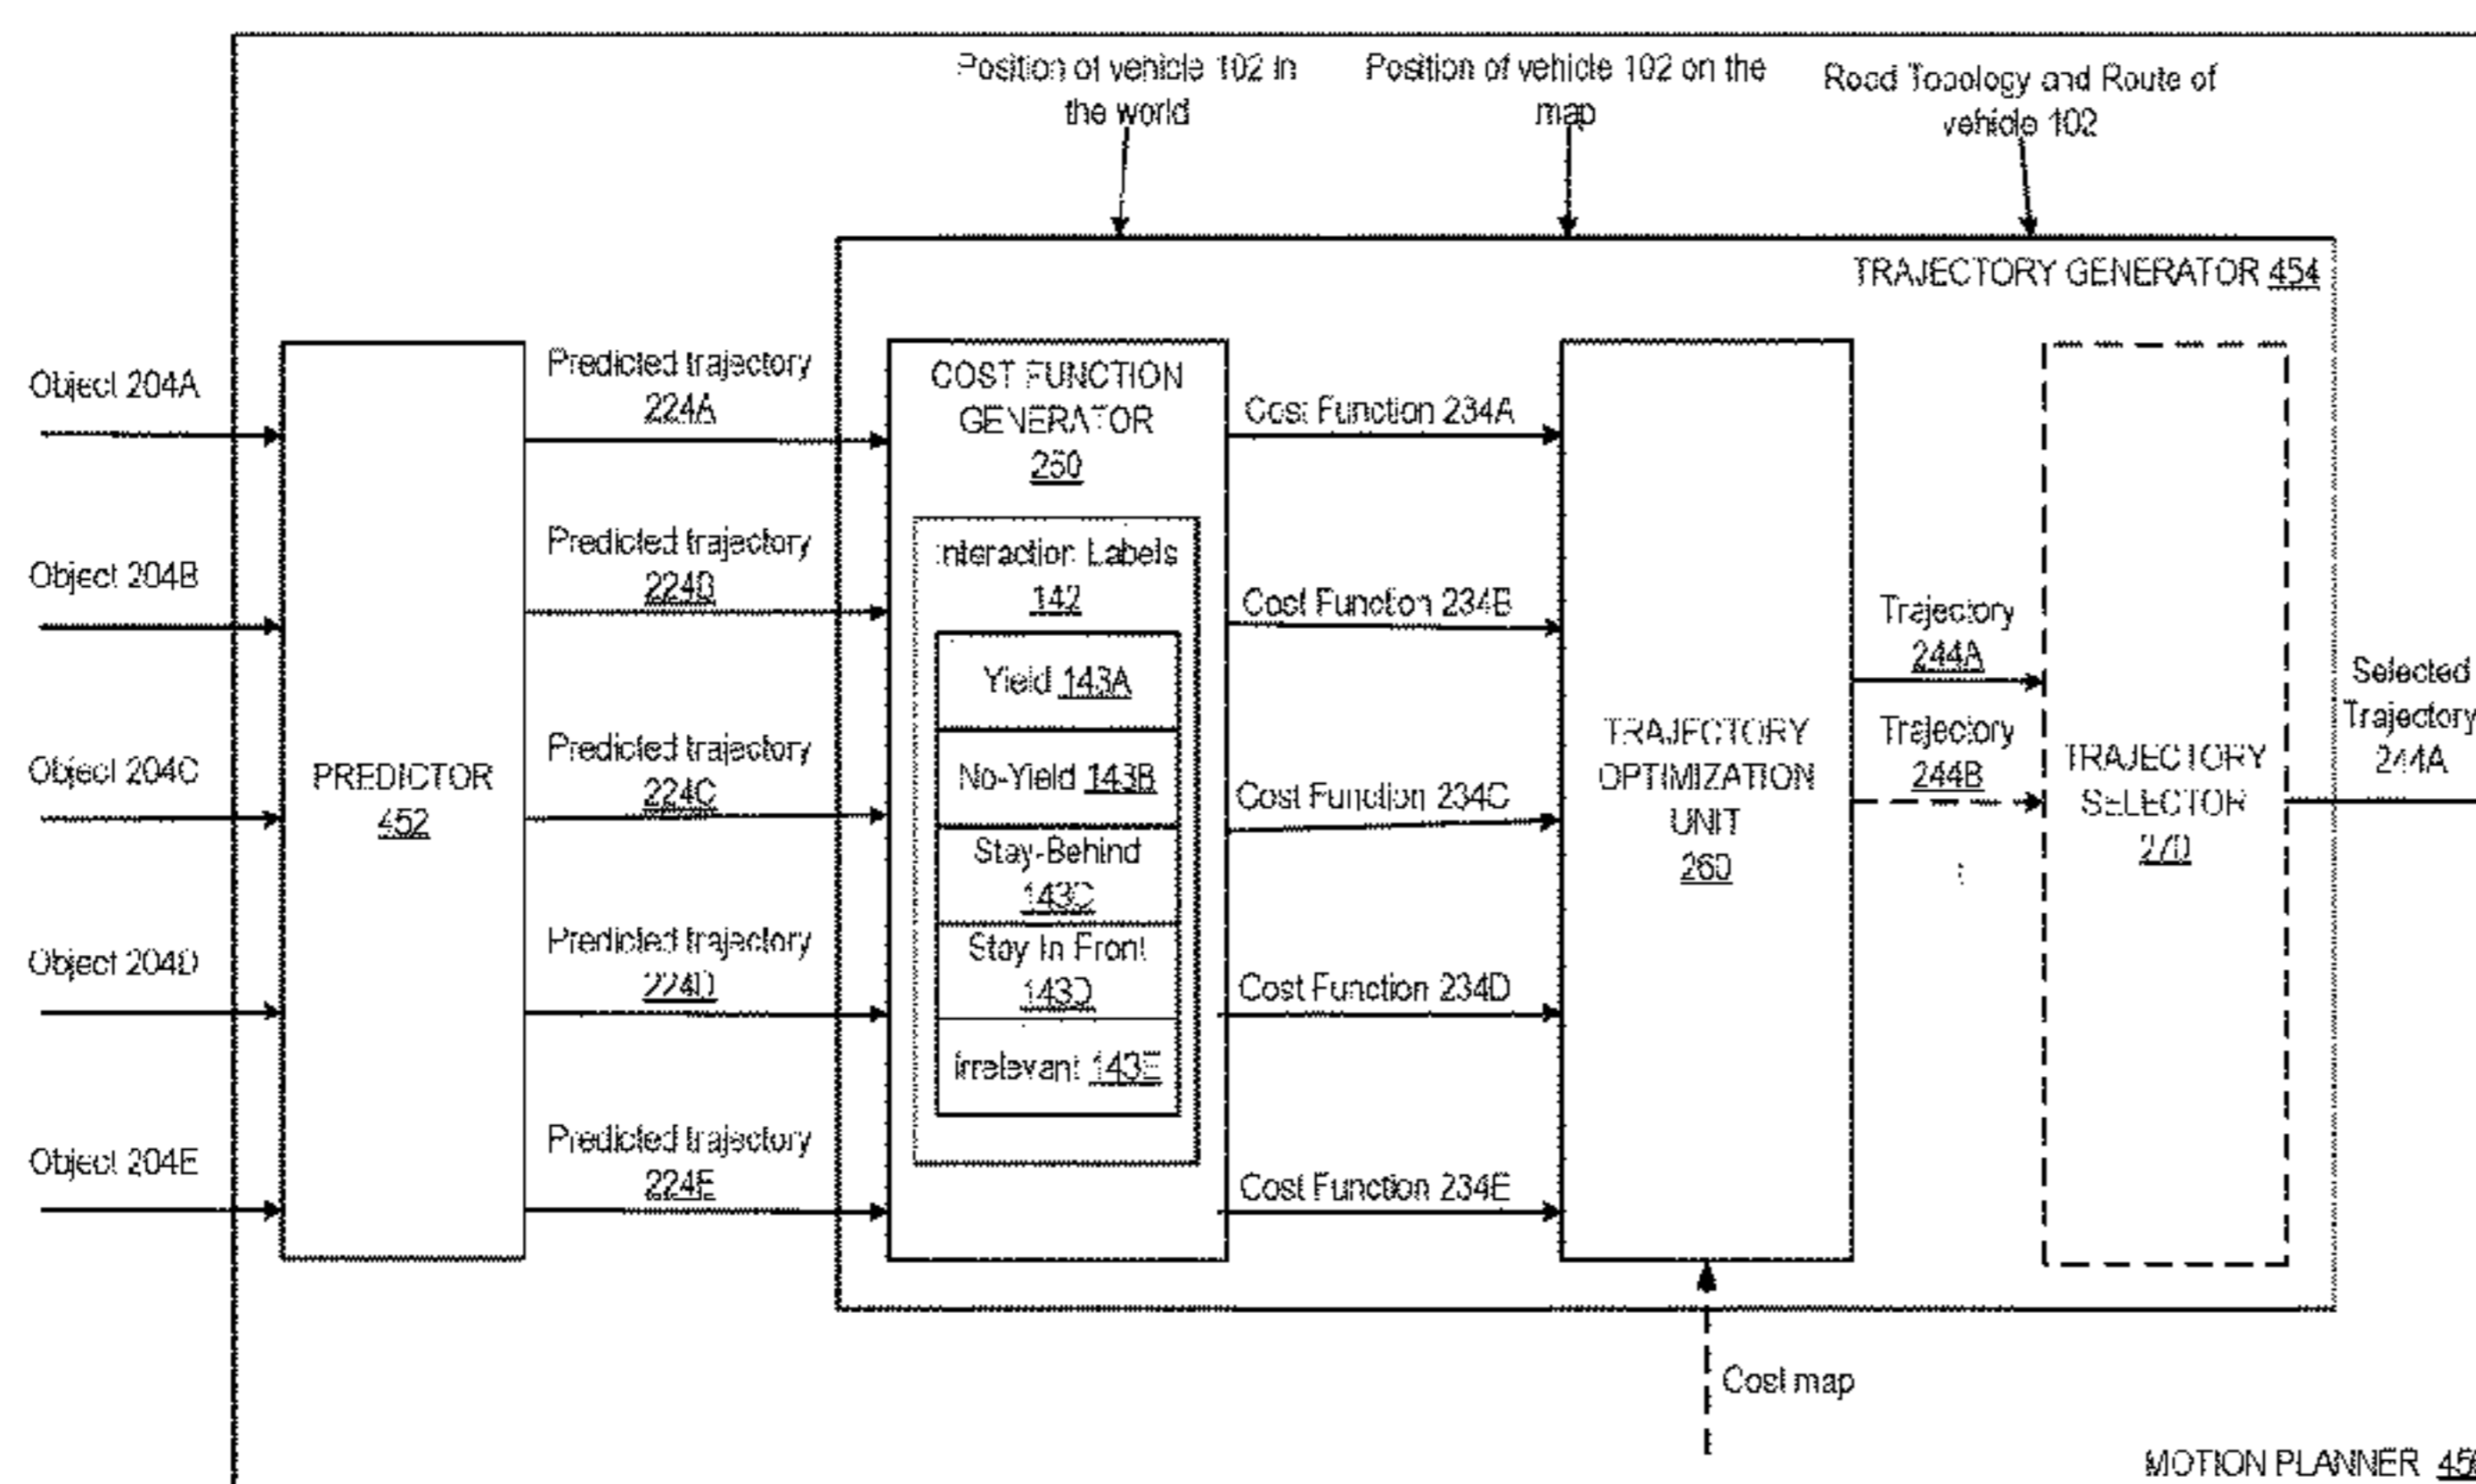 Position of vehicle 102 in
the world
Position of vehicle 102 on the
map
Road Topology and Route of
vehicle 102
TRAJECTORY GENERATOR 454
Object 204A
Object 204B
Object 204C
Object 204D
Object 204E
PREDICTOR
452
Predicted trajectory
224A
Predicted trajectory
224B
Predicted trajectory
224C
Predicted trajectory
224D
Predicted trajectory
224E
COST FUNCTION
GENERATOR
250
Interaction Labels
142
Yield 143A
No-Yield 143B
Stay-Behind
143C
Stay In Front
143D
Irrelevant 143E
Cost Function 234A
Cost Function 234B
Cost Function 234C
Cost Function 234D
Cost Function 234E
TRAJECTORY
OPTIMIZATION
UNIT
260
Trajectory
244A
Trajectory
244B
TRAJECTORY
SELECTOR
270
Selected
Trajectory
244A
Cost map
MOTION PLANNER